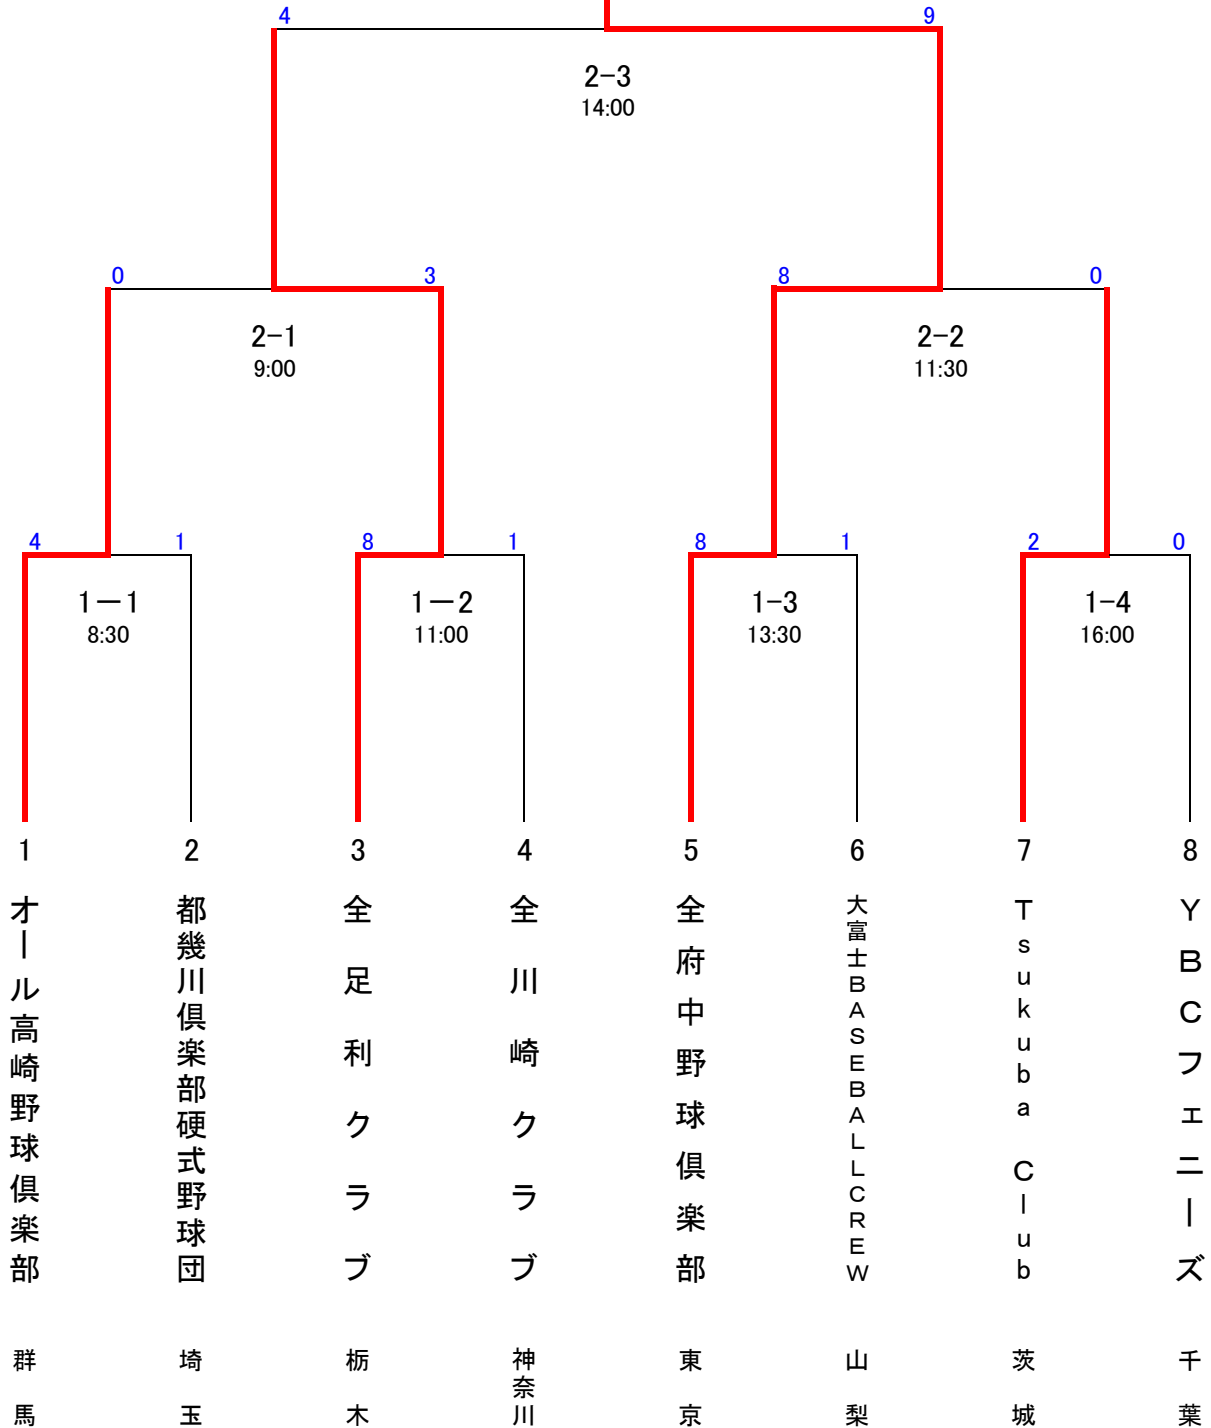 4 9
2-3
14:00
0 3 8 0
2-1 2-2
9:00 11:30
4 1 8 1 8 1 2 0
1－1 1－2 1-3 1-4
8:30 11:00 13:30 16:00
1 2 3 4 5 6 7 8
オール高崎野球倶楽部
都幾川倶楽部硬式野球団
全足利クラブ
全川崎クラブ
全府中野球倶楽部
大富士ＢＡＳＥＢＡＬＬＣＲＥＷ
Ｔｓｕｋｕｂａ　Ｃｌｕｂ
ＹＢＣフェニーズ
群馬
埼玉
栃木
神奈川
東京
山梨
茨城
千葉